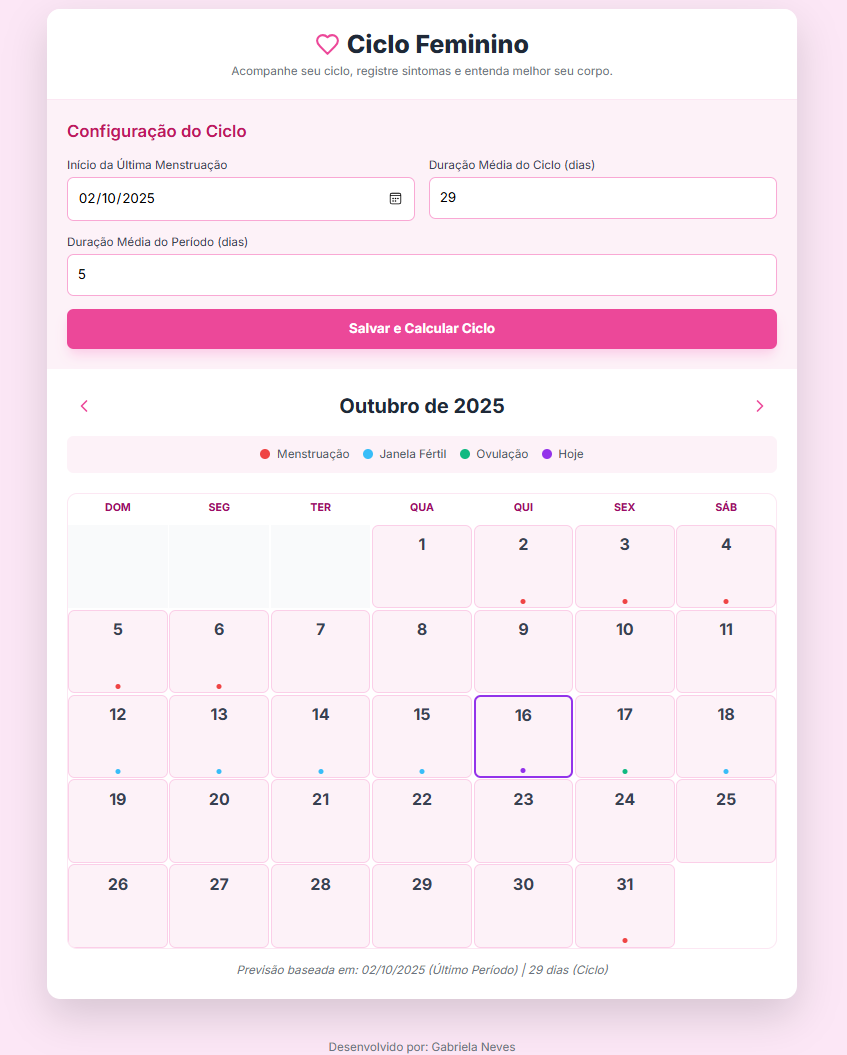 Ciclo Feminino
Acompanhe seu ciclo, registre sintomas e entenda melhor seu corpo.
Configuração do Ciclo
Início da Última Menstruação
Duração Média do Ciclo (dias)
02/10/2025
29
Duração Média do Período (dias)
5
Salvar e Calcular Ciclo
Outubro de 2025
Menstruação Janela Fértil Ovulação Hoje
DOM SEG TER QUA QUI SEX SÁB
1 2 3 4
5 6 7 8 9 10 11
12 13 14 15 16 17 18
19 20 21 22 23 24 25
26 27 28 29 30 31
Previsão baseada em: 02/10/2025 (Último Período) | 29 dias (Ciclo)
Desenvolvido por: Gabriela Neves